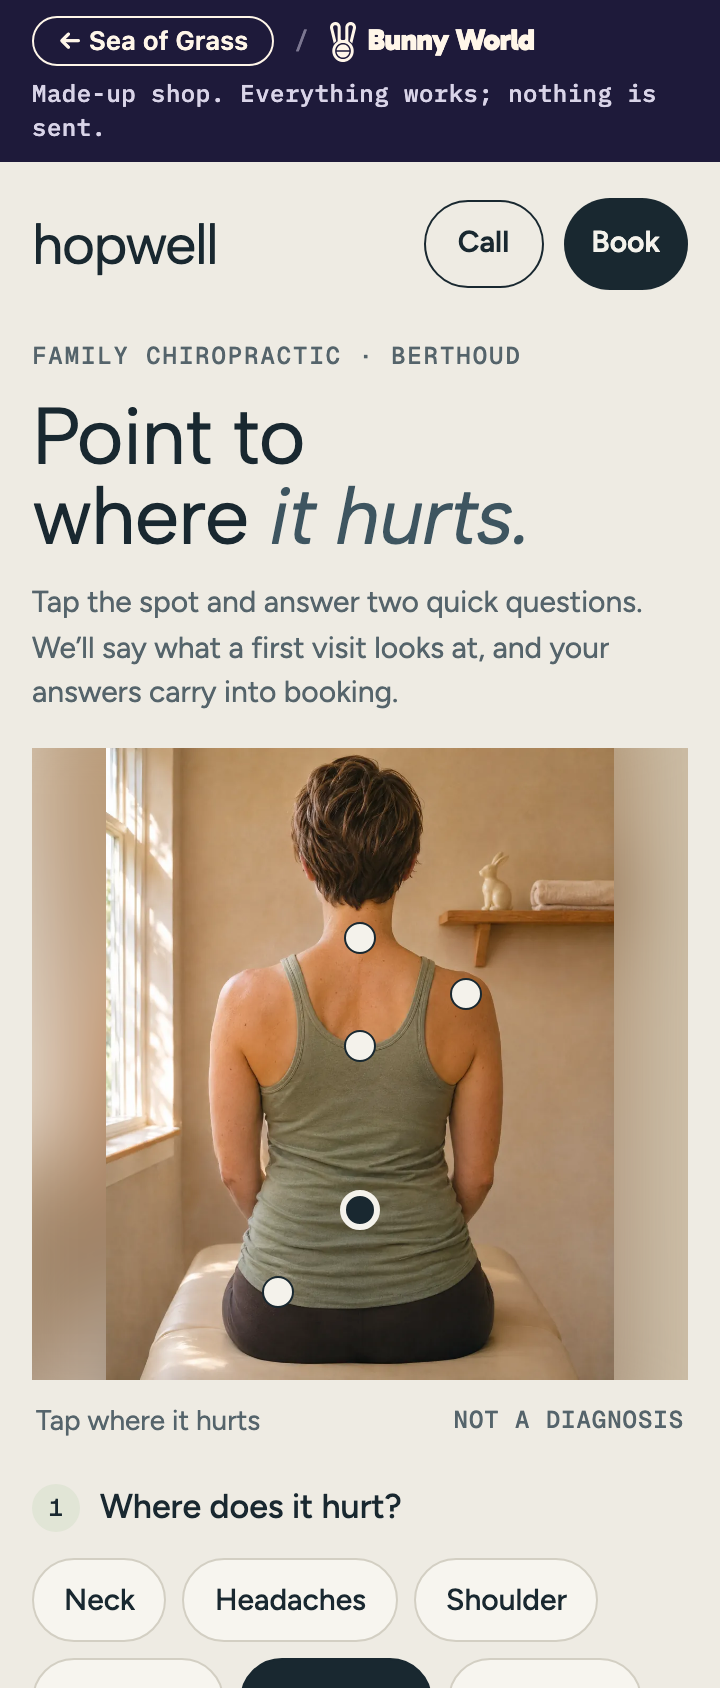 ← Sea of Grass / Bunny World
Made-up shop. Everything works; nothing is
sent.
hopwell
Call
Book
FAMILY CHIROPRACTIC · BERTHOUD
Point to
where it hurts.
Tap the spot and answer two quick questions.
We’ll say what a first visit looks at, and your
answers carry into booking.
Tap where it hurts
NOT A DIAGNOSIS
1 Where does it hurt?
Neck
Headaches
Shoulder